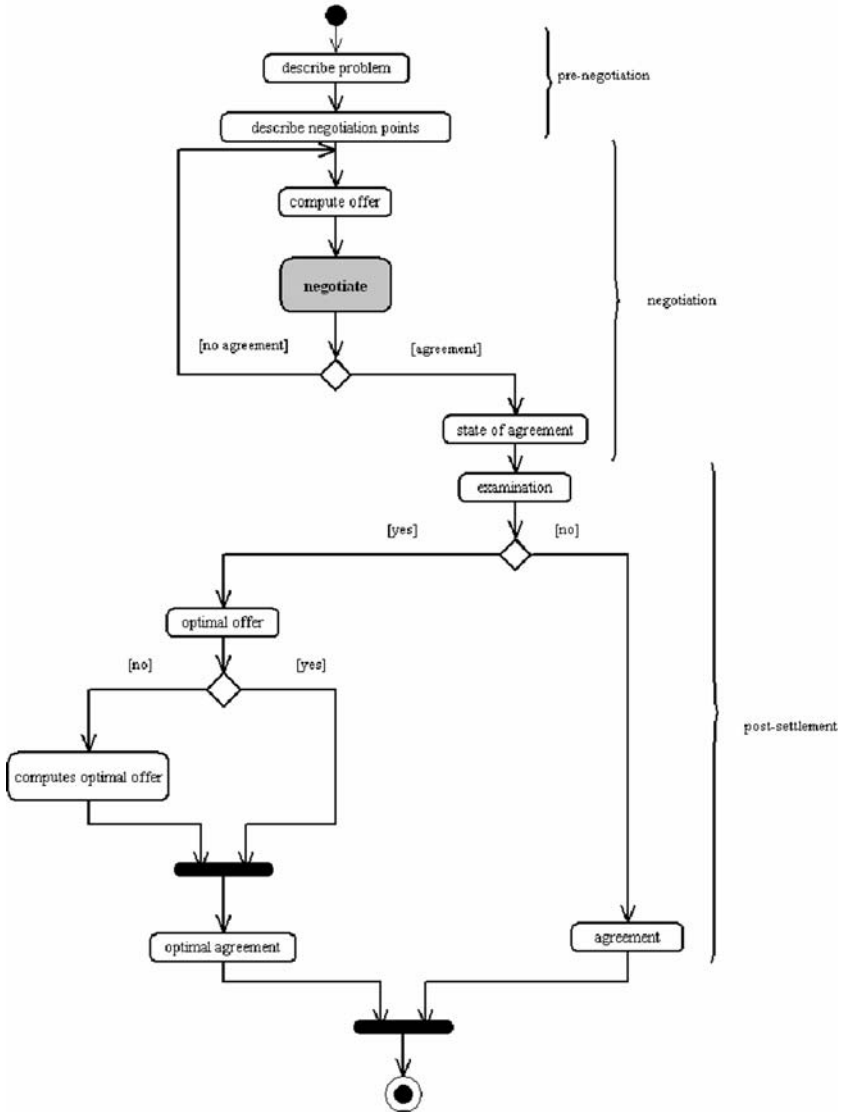 describe problem
pre-negotiation
describe negotiation points
compute offer
negotiate
negotiation
[no agreement]
[agreement]
state of agreement
examination
[yes]
[no]
optimal offer
[no]
[yes]
post-settlement
computes optimal offer
optimal agreement
agreement